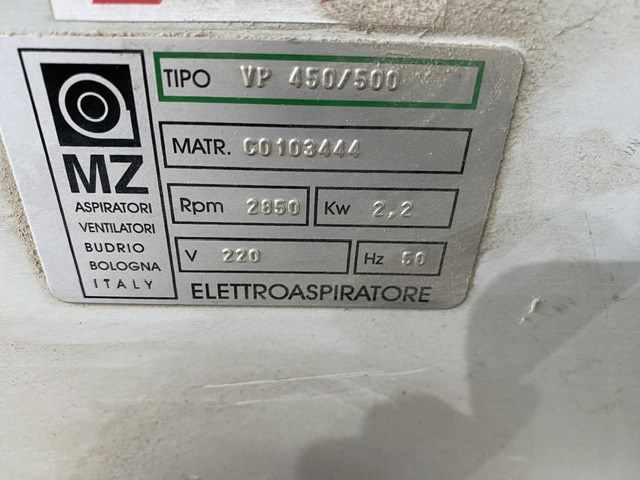 TIPO VP 450/500
MATR. C0103444
Rpm 2850 Kw 2,2
V 220 Hz 50
ELETTROASPIRATORE
MZ
ASPIRATORI
VENTILATORI
BUDRIO
BOLOGNA
ITALY